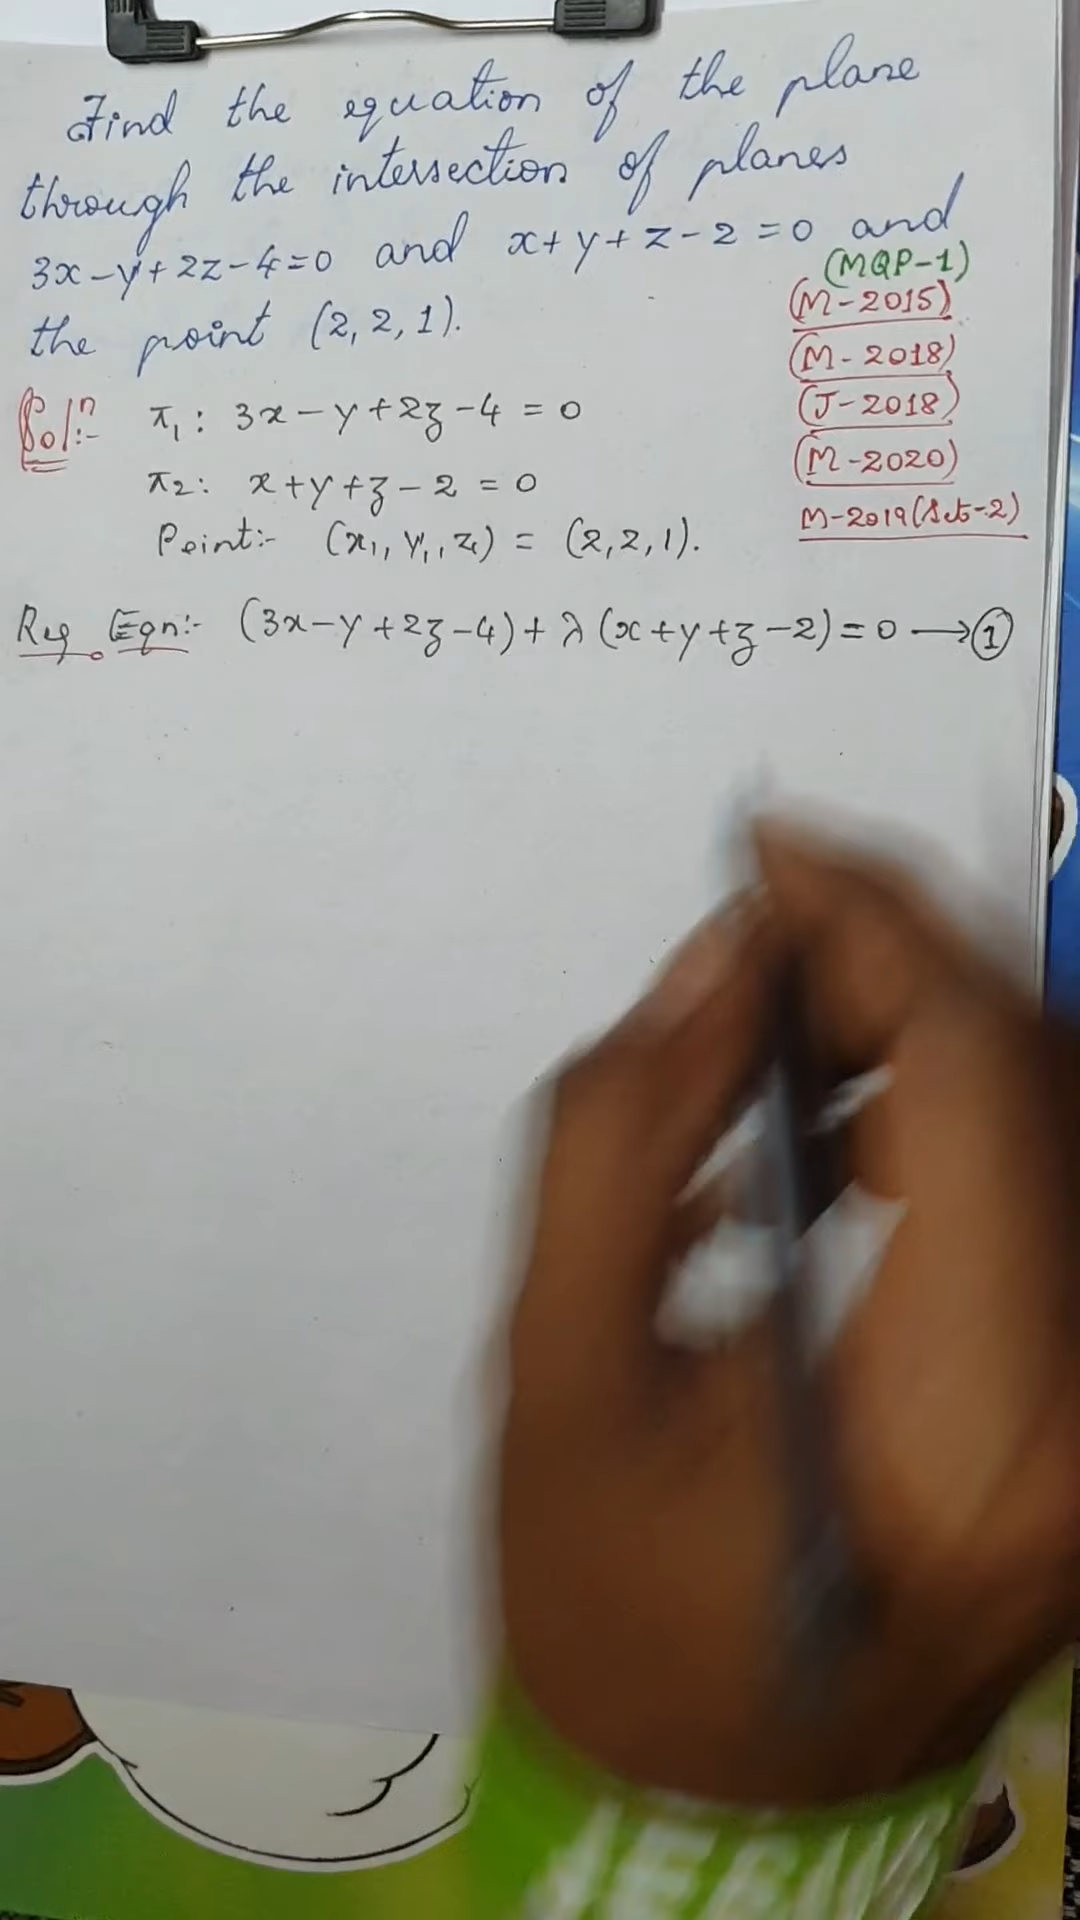 Find the equation of the plane
through the intersection of planes
3x-y+2z-4=0 and x+y+z-2=0 and
(MQP-1)
the point (2, 2, 1).
(M-2015)
(M-2018)
(J-2018)
(M-2020)
M-2019(Set-2)
Solⁿ:-
π₁: 3x-y+2z-4=0
π₂: x+y+z-2=0
Point:- (x₁, y₁, z₁) = (2,2,1).
Req. Eqn:- (3x-y+2z-4)+λ(x+y+z-2)=0 →①